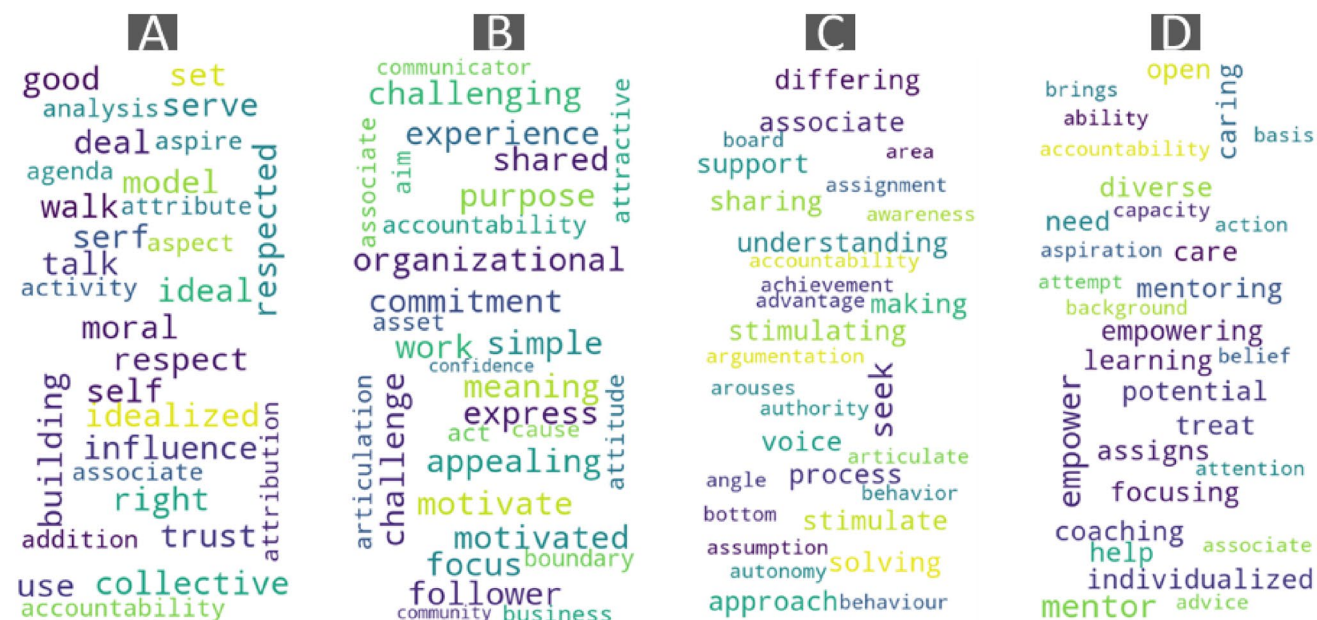 A
good set
analysis serve
deal aspire
agenda model
respected
walk attribute
serf aspect
talk
activity ideal
moral
respect
building
self
idealized
influence
attribution
associate
right
addition trust
use collective
accountability
B
communicator
challenging
attractive
associate
experience
aim
shared
purpose
accountability
organizational
commitment
asset
work simple
confidence
articulation
challenge
meaning
attitude
express
act cause
appealing
motivate
motivated
focus boundary
follower
community business
C
differing
associate
board area
support
assignment
sharing
awareness
understanding
accountability
achievement
advantage making
stimulating
argumentation
seek
arouses
authority
voice
articulate
angle process
behavior
bottom stimulate
assumption solving
autonomy
approach behaviour
D
open
caring
brings
ability
basis
accountability
diverse
need capacity action
aspiration care
attempt mentoring
background
empowering
learning belief
empower
potential
treat
assigns
attention
focusing
coaching
help associate
individualized
mentor advice